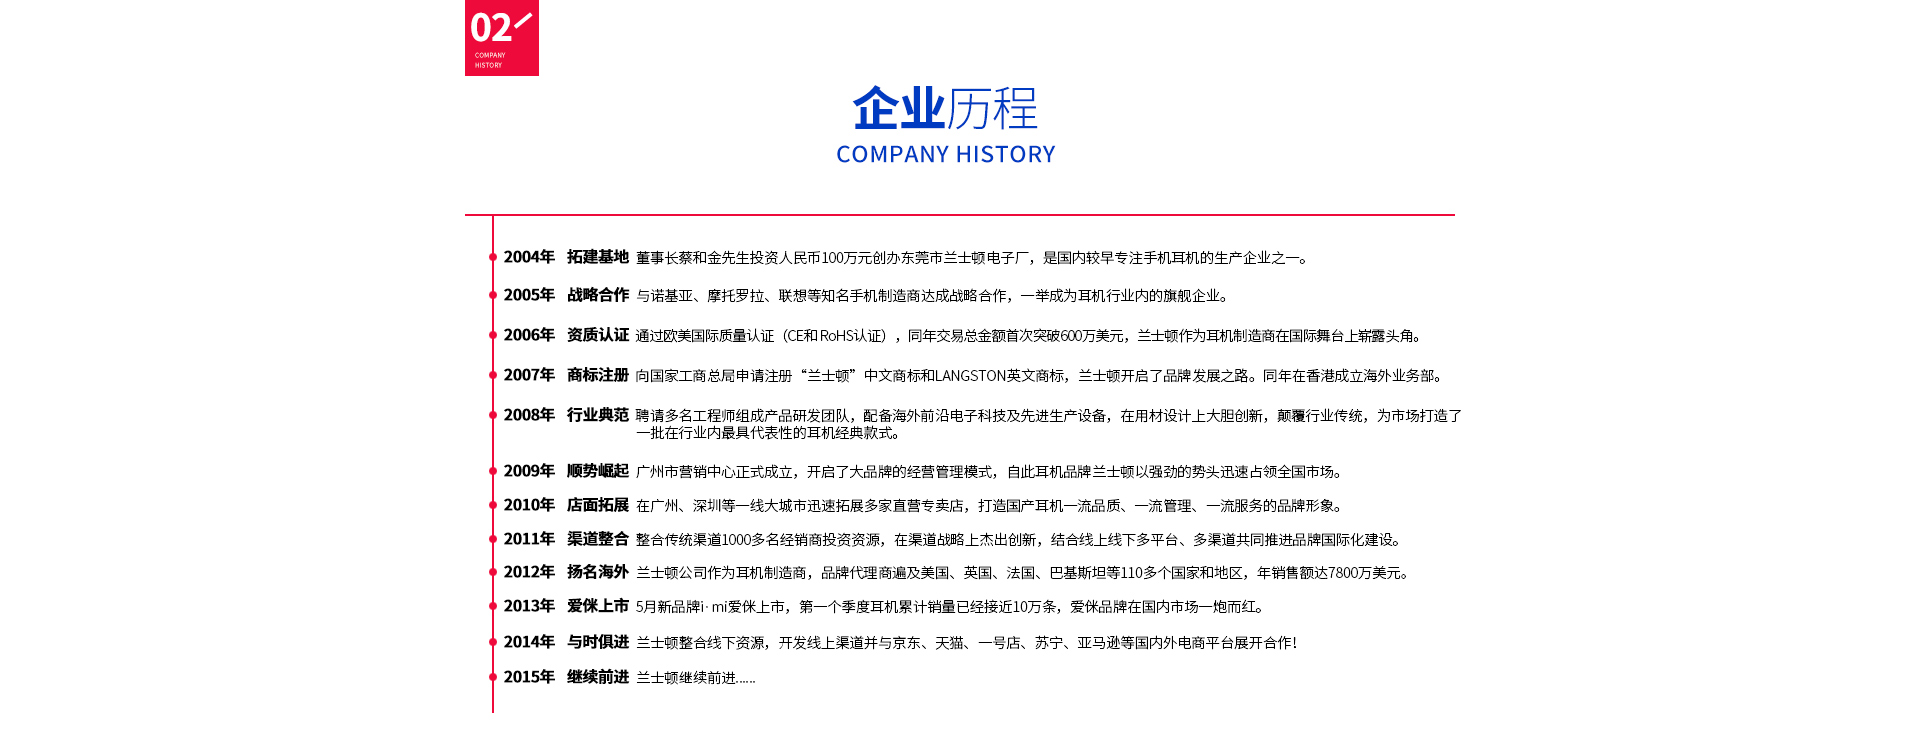 02
COMPANY
HISTORY
企业历程
COMPANY HISTORY
2004年 拓建基地 董事长蔡和金先生投资人民币100万元创办东莞市兰士顿电子厂，是国内较早专注手机耳机的生产企业之一。
2005年 战略合作 与诺基亚、摩托罗拉、联想等知名手机制造商达成战略合作，一举成为耳机行业内的旗舰企业。
2006年 资质认证 通过欧美国际质量认证（CE和 RoHS认证），同年交易总金额首次突破600万美元，兰士顿作为耳机制造商在国际舞台上崭露头角。
2007年 商标注册 向国家工商总局申请注册“兰士顿”中文商标和LANGSTON英文商标，兰士顿开启了品牌发展之路。同年在香港成立海外业务部。
2008年 行业典范 聘请多名工程师组成产品研发团队，配备海外前沿电子科技及先进生产设备，在用材设计上大胆创新，颠覆行业传统，为市场打造了
一批在行业内最具代表性的耳机经典款式。
2009年 顺势崛起 广州市营销中心正式成立，开启了大品牌的经营管理模式，自此耳机品牌兰士顿以强劲的势头迅速占领全国市场。
2010年 店面拓展 在广州、深圳等一线大城市迅速拓展多家直营专卖店，打造国产耳机一流品质、一流管理、一流服务的品牌形象。
2011年 渠道整合 整合传统渠道1000多名经销商投资资源，在渠道战略上杰出创新，结合线上线下多平台、多渠道共同推进品牌国际化建设。
2012年 扬名海外 兰士顿公司作为耳机制造商，品牌代理商遍及美国、英国、法国、巴基斯坦等110多个国家和地区，年销售额达7800万美元。
2013年 爱侎上市 5月新品牌i· mi爱侎上市，第一个季度耳机累计销量已经接近10万条，爱侎品牌在国内市场一炮而红。
2014年 与时俱进 兰士顿整合线下资源，开发线上渠道并与京东、天猫、一号店、苏宁、亚马逊等国内外电商平台展开合作！
2015年 继续前进 兰士顿继续前进......